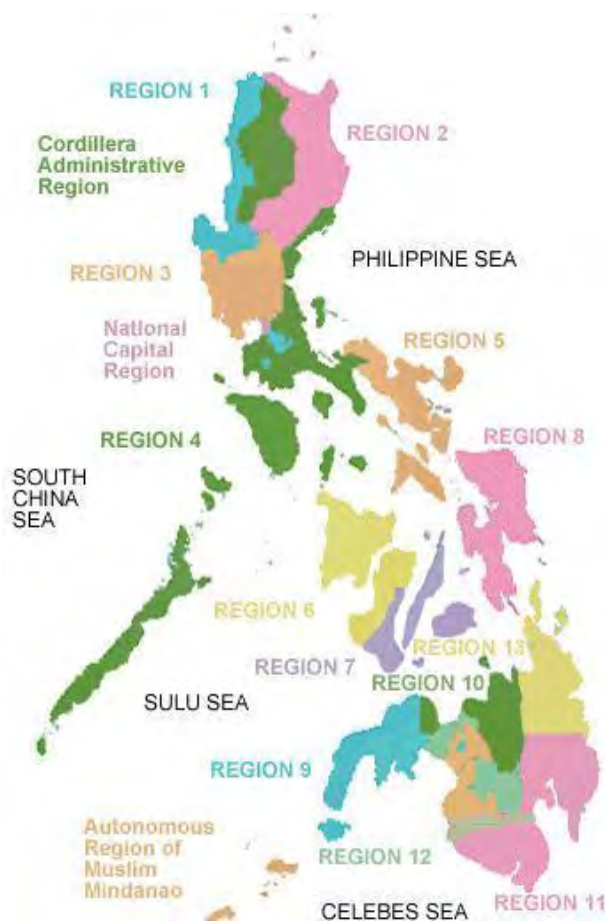 REGION 1
REGION 2
Cordillera
Administrative
Region
PHILIPPINE SEA
REGION 3
National
Capital
Region
REGION 5
REGION 4
REGION 8
SOUTH
CHINA
SEA
REGION 6
REGION 13
REGION 7
REGION 10
SULU SEA
REGION 9
Autonomous
Region of
Muslim
Mindanao
REGION 12
REGION 11
CELEBES SEA